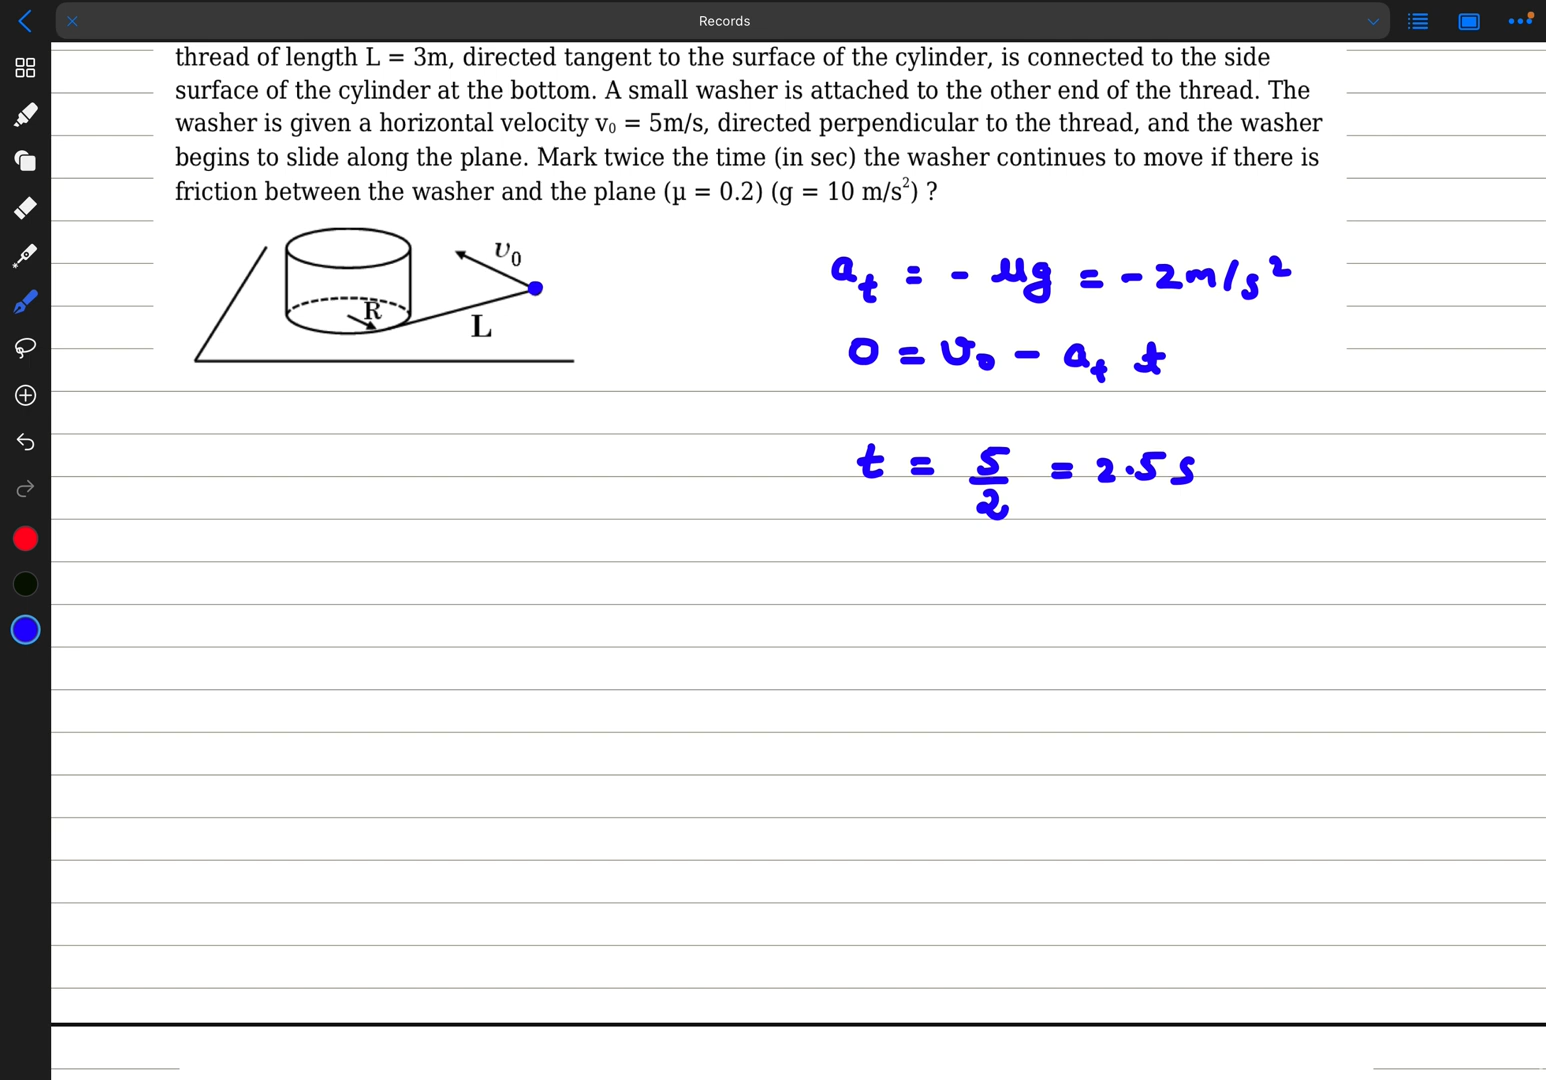 Records
thread of length L = 3m, directed tangent to the surface of the cylinder, is connected to the side
surface of the cylinder at the bottom. A small washer is attached to the other end of the thread. The
washer is given a horizontal velocity v₀ = 5m/s, directed perpendicular to the thread, and the washer
begins to slide along the plane. Mark twice the time (in sec) the washer continues to move if there is
friction between the washer and the plane (μ = 0.2) (g = 10 m/s²) ?
υ₀
R
L
aₜ = - μg = - 2m/s²
0 = v₀ - aₜ t
t = 5/2 = 2.5 s